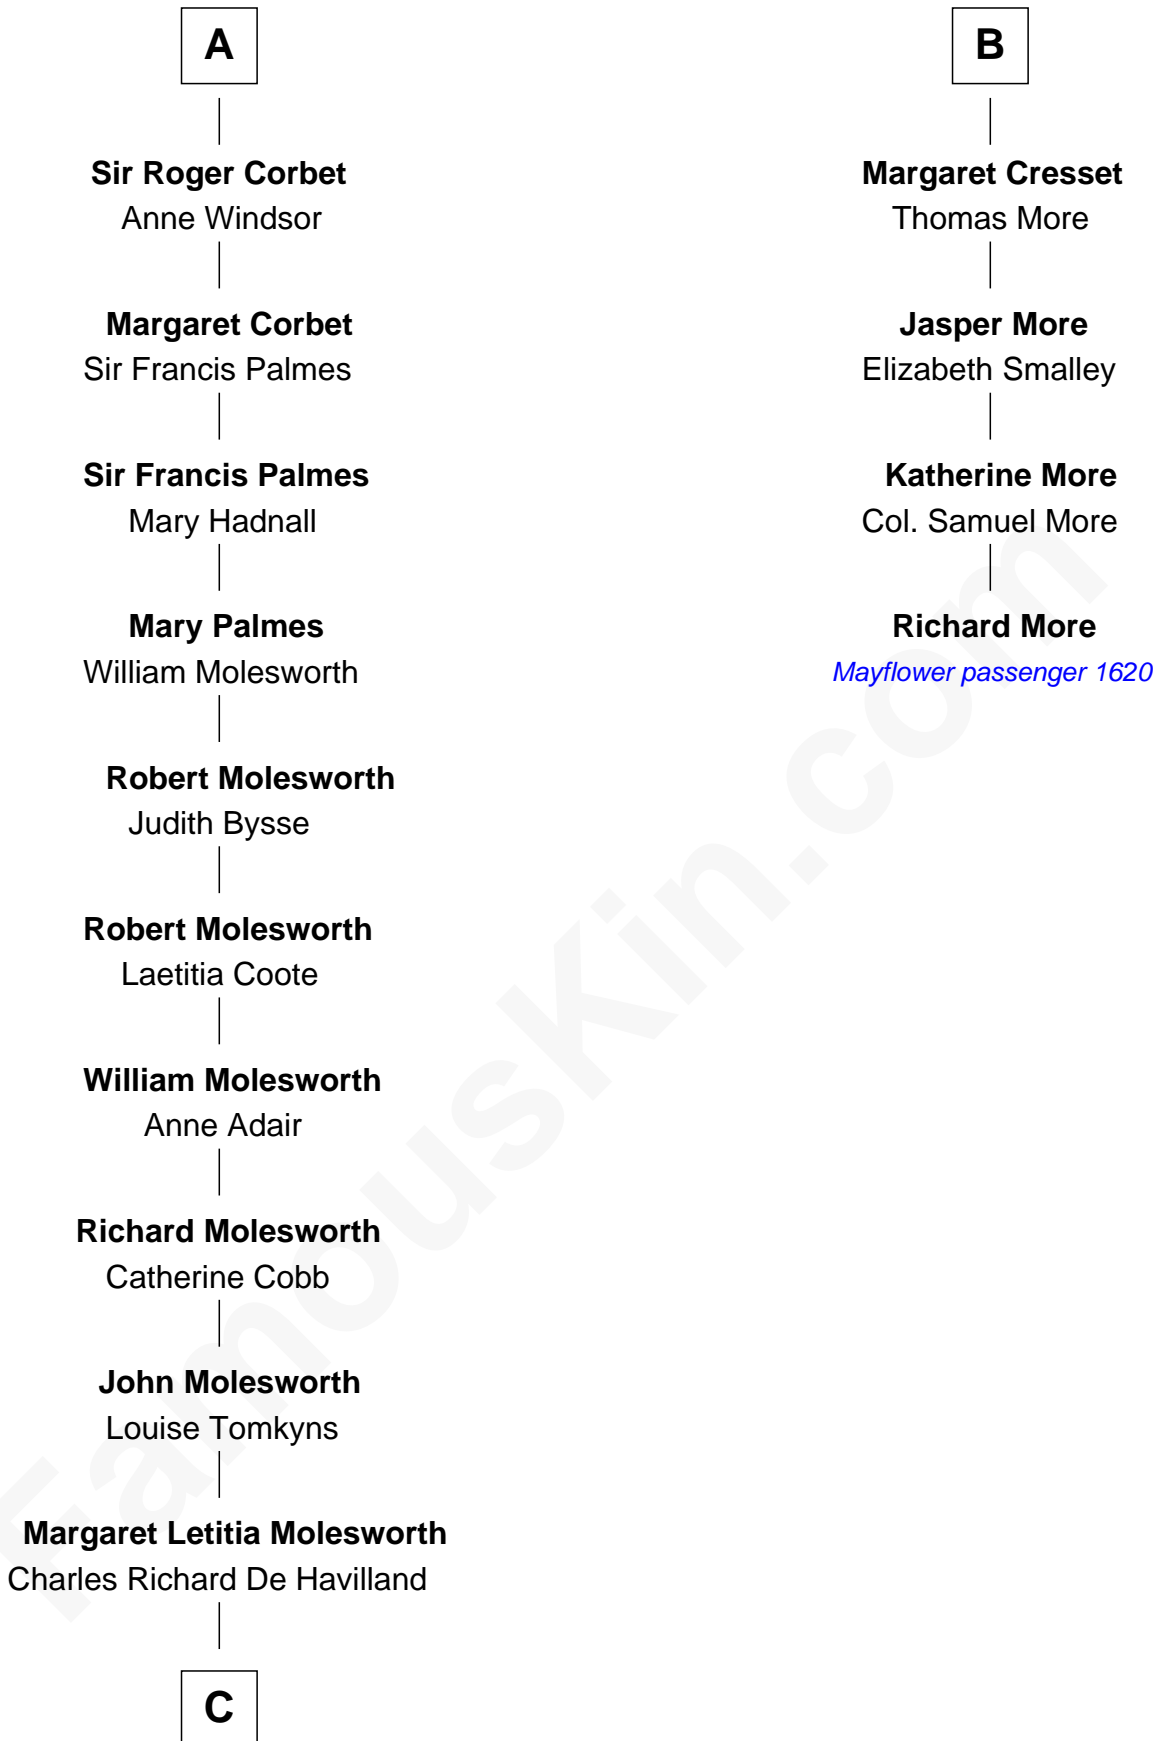 A
Sir Roger Corbet
Anne Windsor
Margaret Corbet
Sir Francis Palmes
Sir Francis Palmes
Mary Hadnall
Mary Palmes
William Molesworth
Robert Molesworth
Judith Bysse
Robert Molesworth
Laetitia Coote
William Molesworth
Anne Adair
Richard Molesworth
Catherine Cobb
John Molesworth
Louise Tomkyns
Margaret Letitia Molesworth
Charles Richard De Havilland
C
B
Margaret Cresset
Thomas More
Jasper More
Elizabeth Smalley
Katherine More
Col. Samuel More
Richard More
Mayflower passenger 1620
FamousKin.com